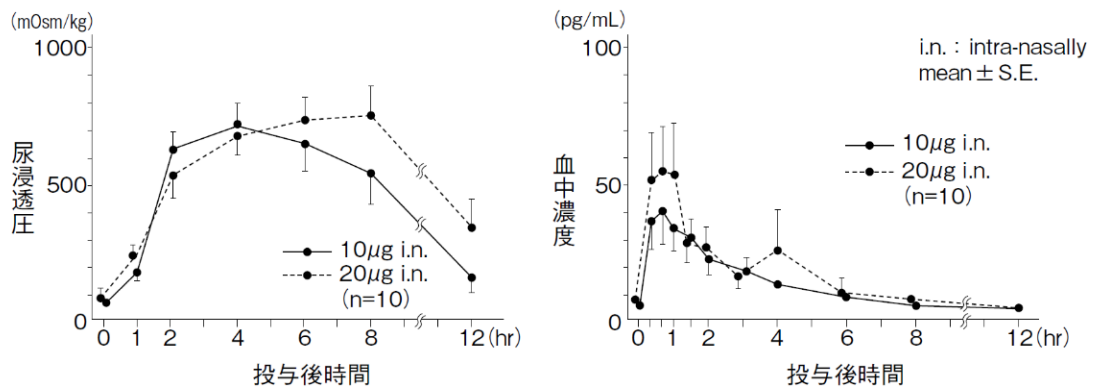 (mOsm/kg)
1000
500
0
尿浸透圧
10μg i.n.
20μg i.n.
(n=10)
0 1 2 4 6 8 12(hr)
投与後時間
(pg/mL)
100
50
0
血中濃度
i.n.：intra-nasally
mean±S.E.
10μg i.n.
20μg i.n.
(n=10)
0 1 2 4 6 8 12(hr)
投与後時間